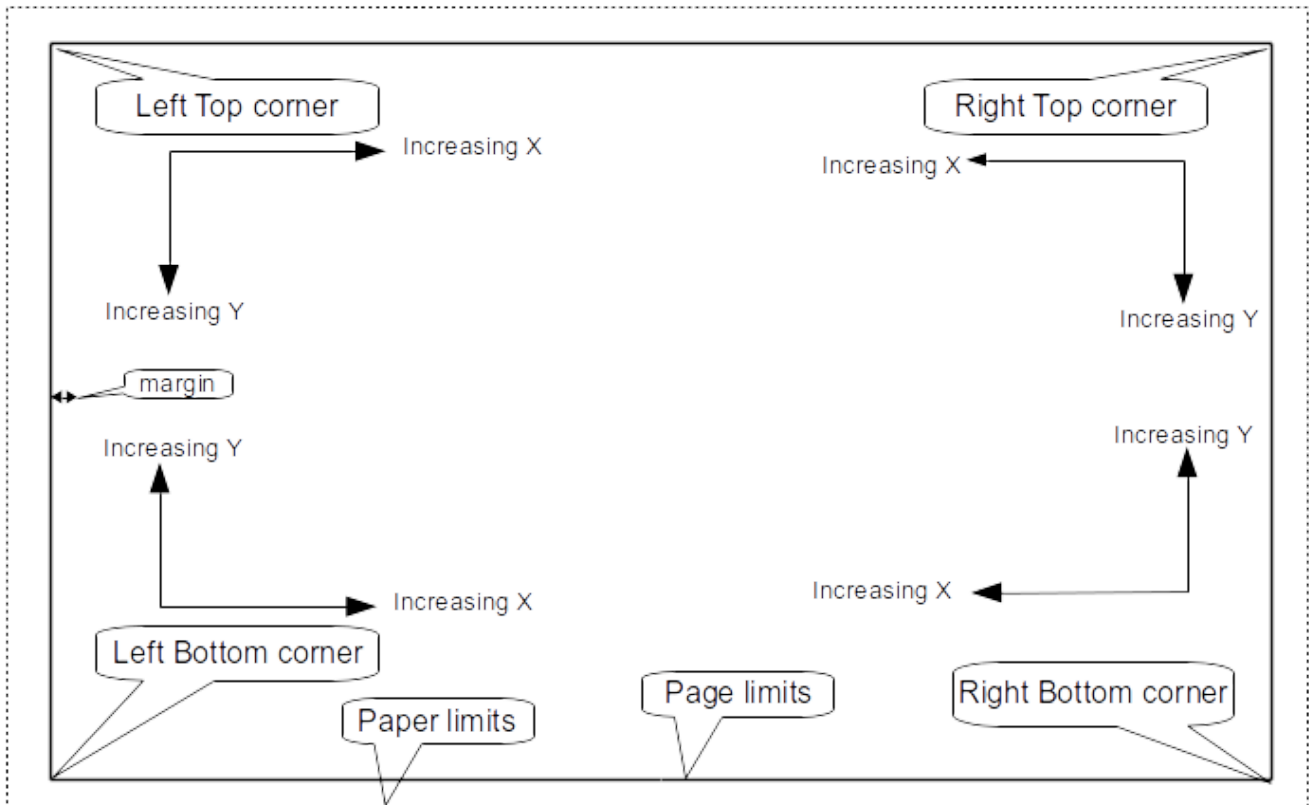 Left Top corner
Right Top corner
Increasing X
Increasing X
Increasing Y
Increasing Y
margin
Increasing Y
Increasing Y
Increasing X
Increasing X
Left Bottom corner
Page limits
Right Bottom corner
Paper limits